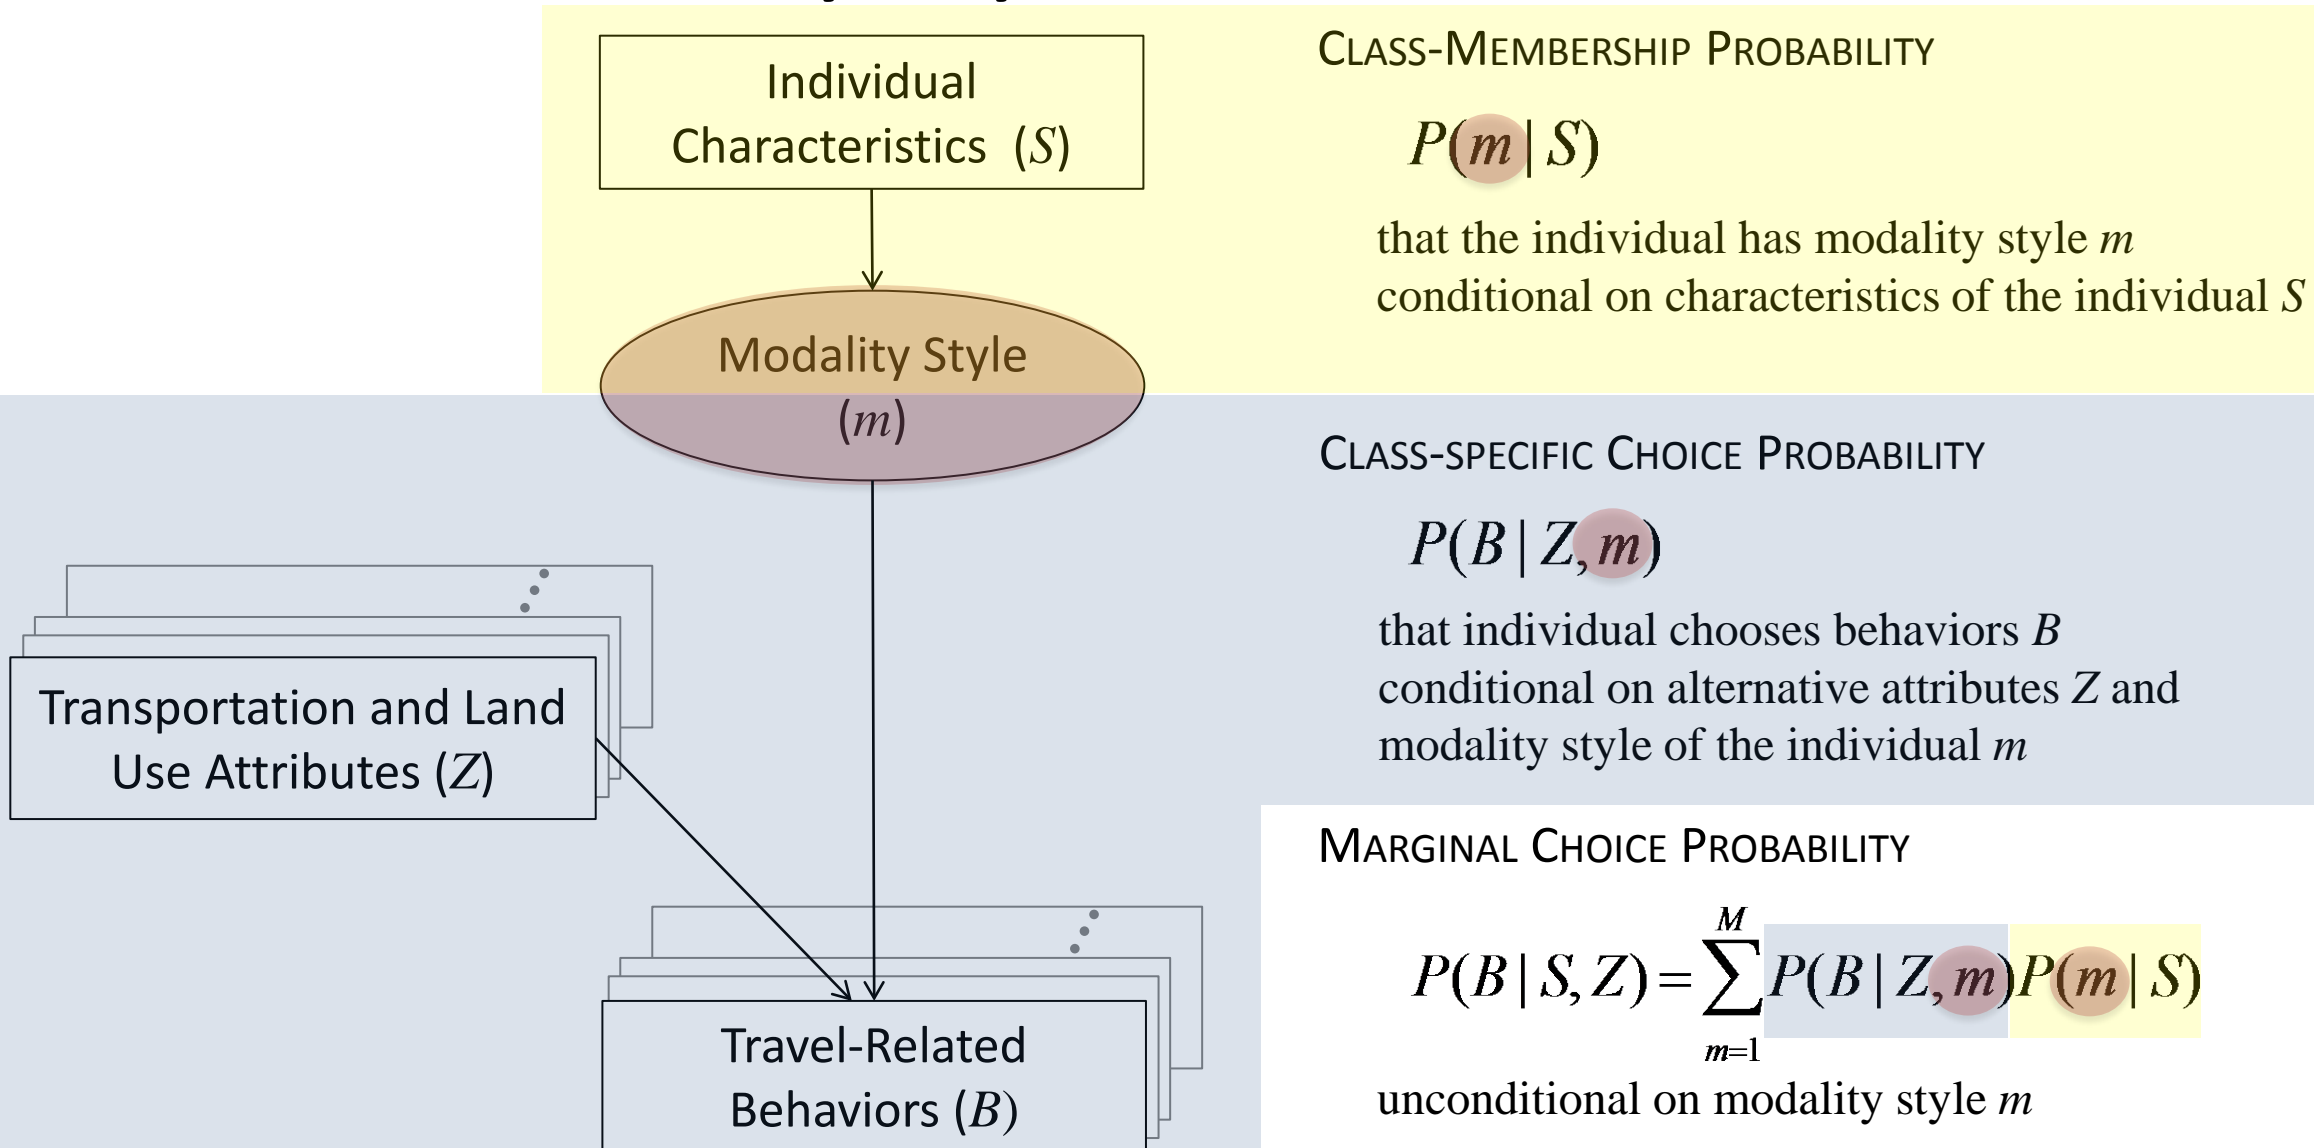 Individual
Characteristics (S)
Modality Style
(m)
Transportation and Land
Use Attributes (Z)
Travel-Related
Behaviors (B)
CLASS-MEMBERSHIP PROBABILITY
P(m | S)
that the individual has modality style m
conditional on characteristics of the individual S
CLASS-SPECIFIC CHOICE PROBABILITY
P(B | Z, m)
that individual chooses behaviors B
conditional on alternative attributes Z and
modality style of the individual m
MARGINAL CHOICE PROBABILITY
P(B | S, Z) = ∑_{m=1}^{M} P(B | Z, m)P(m | S)
unconditional on modality style m